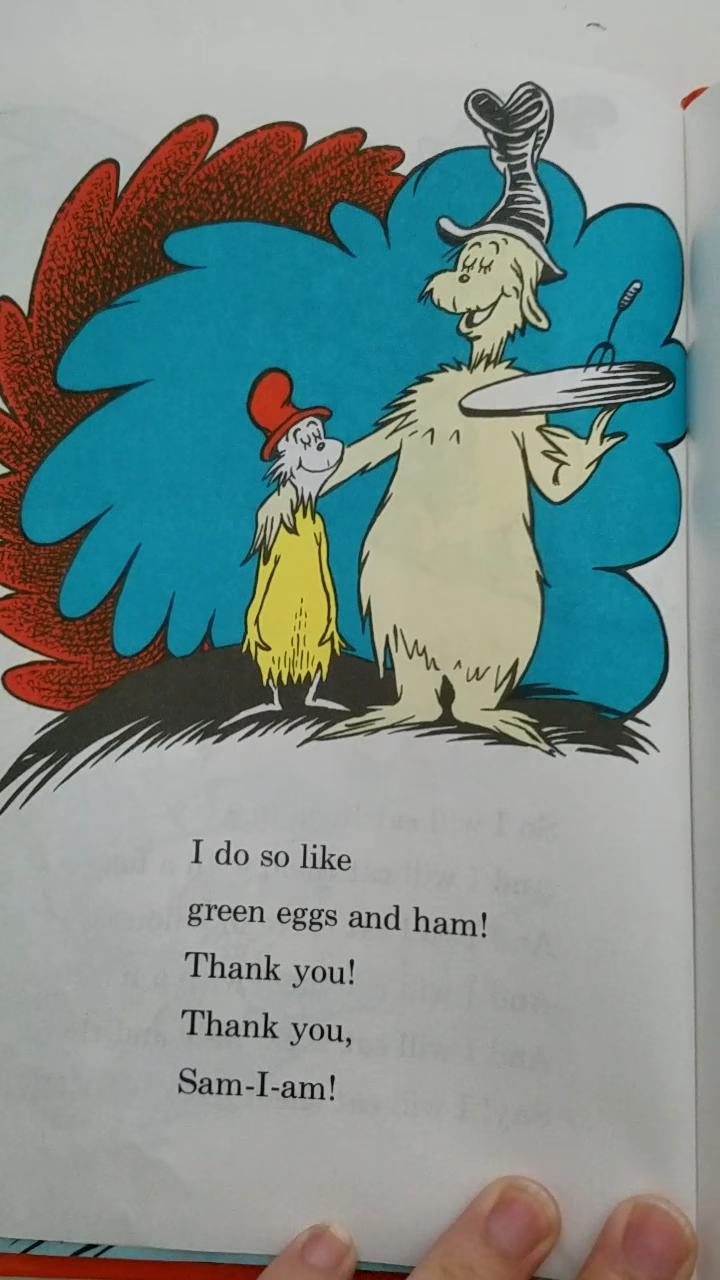 I do so like
green eggs and ham!
Thank you!
Thank you,
Sam-I-am!